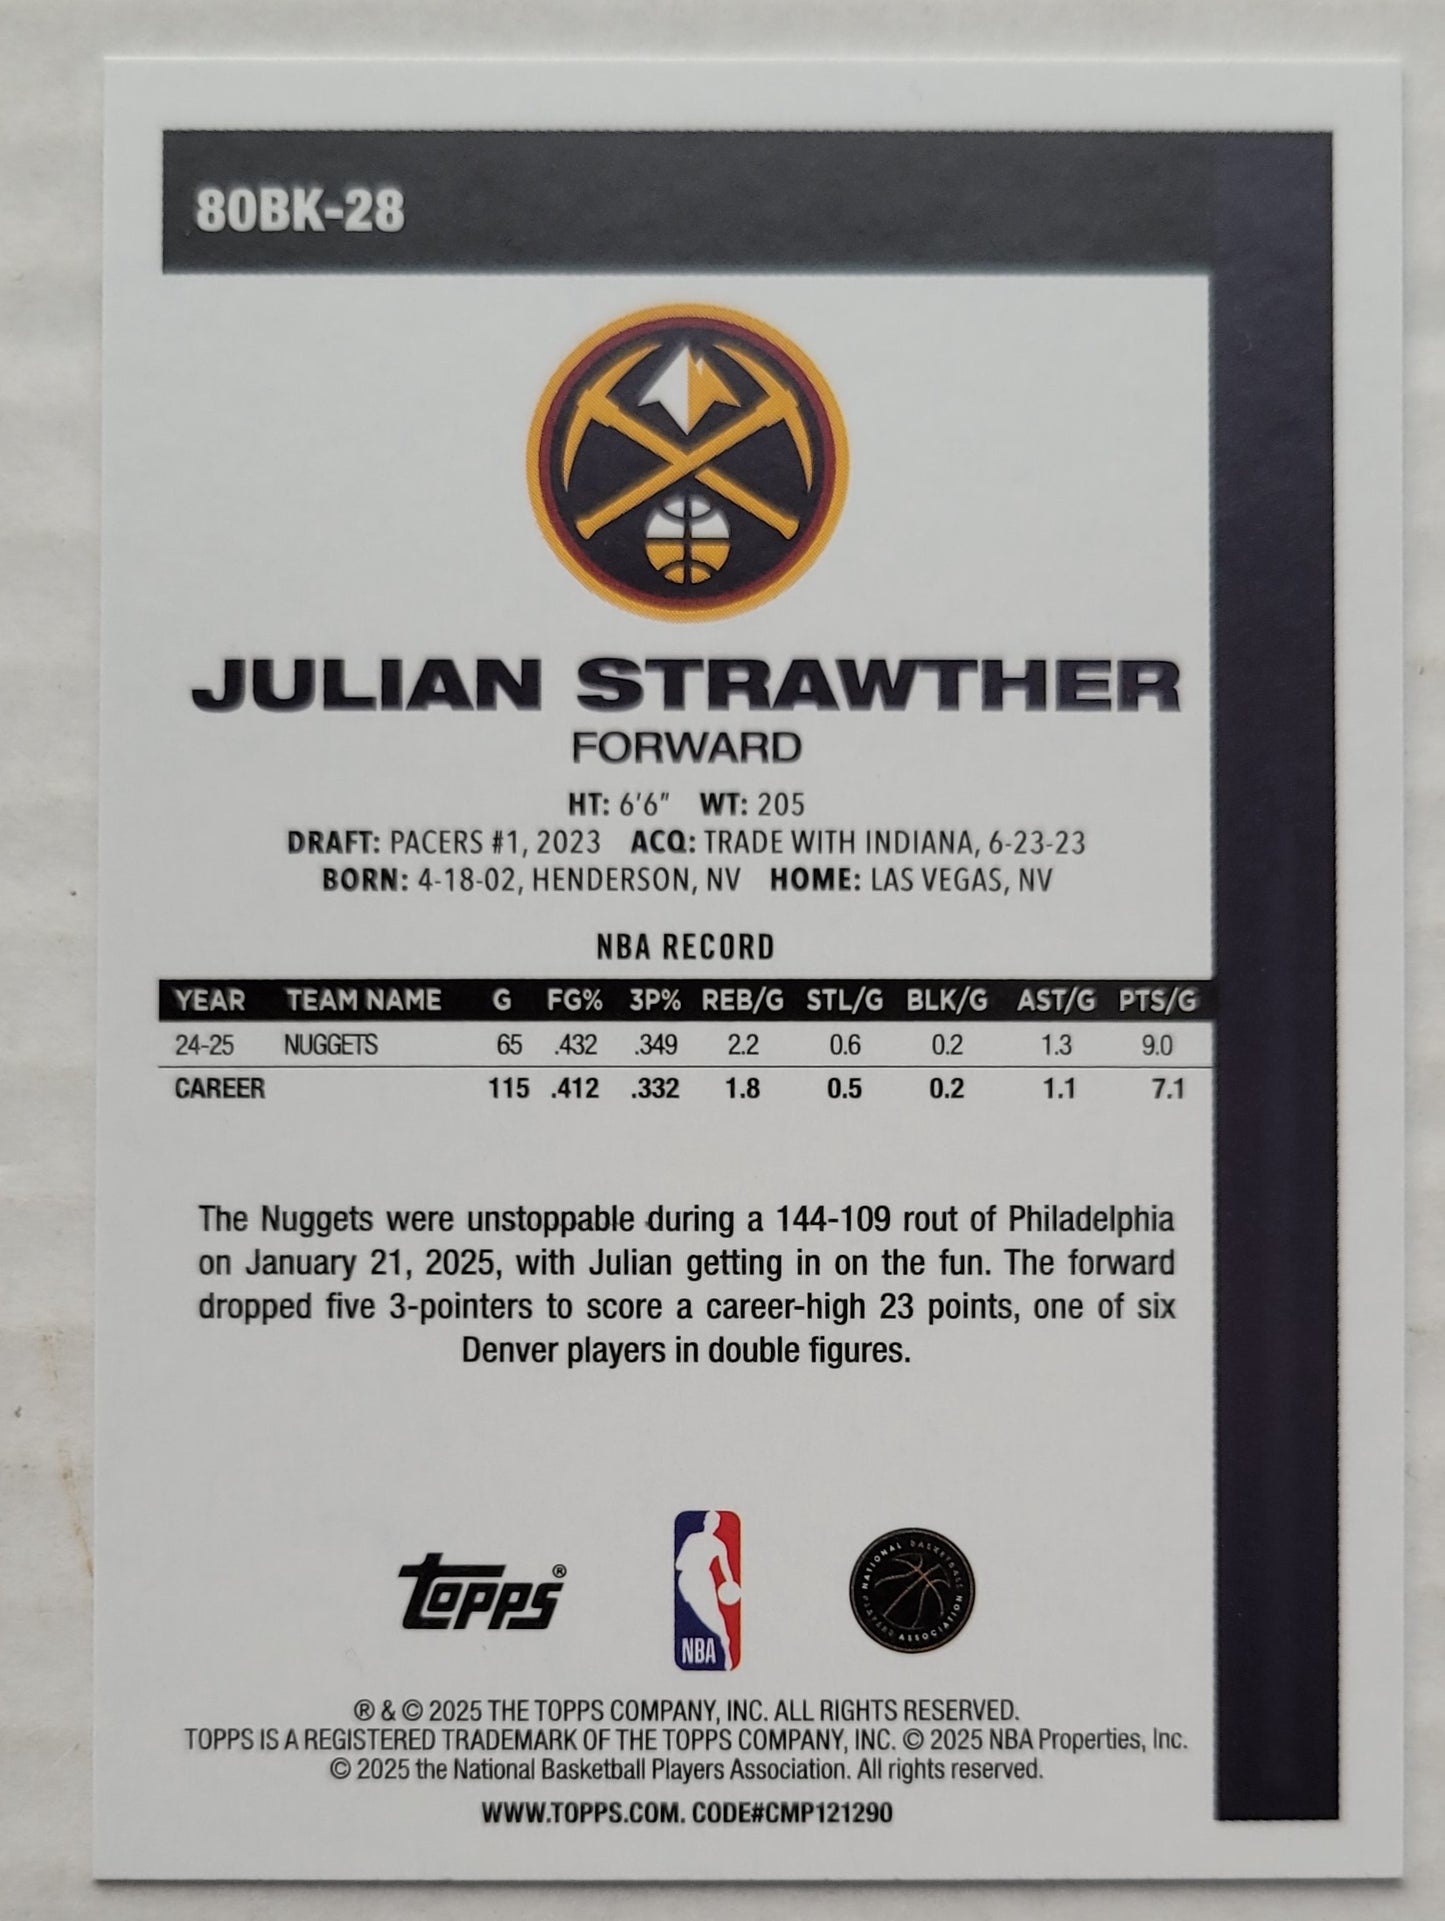 80BK-28
JULIAN STRAWTHER
FORWARD
HT: 6'6" WT: 205
DRAFT: PACERS #1, 2023 ACQ: TRADE WITH INDIANA, 6-23-23
BORN: 4-18-02, HENDERSON, NV HOME: LAS VEGAS, NV
NBA RECORD
YEAR TEAM NAME G FG% 3P% REB/G STL/G BLK/G AST/G PTS/G
24-25 NUGGETS 65 .432 .349 2.2 0.6 0.2 1.3 9.0
CAREER 115 .412 .332 1.8 0.5 0.2 1.1 7.1
The Nuggets were unstoppable during a 144-109 rout of Philadelphia
on January 21, 2025, with Julian getting in on the fun. The forward
dropped five 3-pointers to score a career-high 23 points, one of six
Denver players in double figures.
Topps®
NBA
NATIONAL BASKETBALL PLAYERS ASSOCIATION
® & © 2025 THE TOPPS COMPANY, INC. ALL RIGHTS RESERVED.
TOPPS IS A REGISTERED TRADEMARK OF THE TOPPS COMPANY, INC. © 2025 NBA Properties, Inc.
© 2025 the National Basketball Players Association. All rights reserved.
WWW.TOPPS.COM. CODE#CMP121290